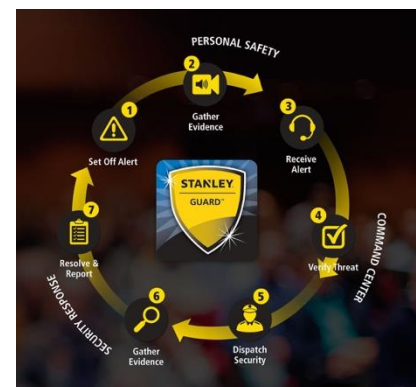 PERSONAL SAFETY
1
Set Off Alert
2
Gather
Evidence
3
Receive
Alert
COMMAND CENTER
4
Verify Threat
5
Dispatch
Security
6
Gather
Evidence
SECURITY RESPONSE
7
Resolve &
Report
STANLEY
GUARD™